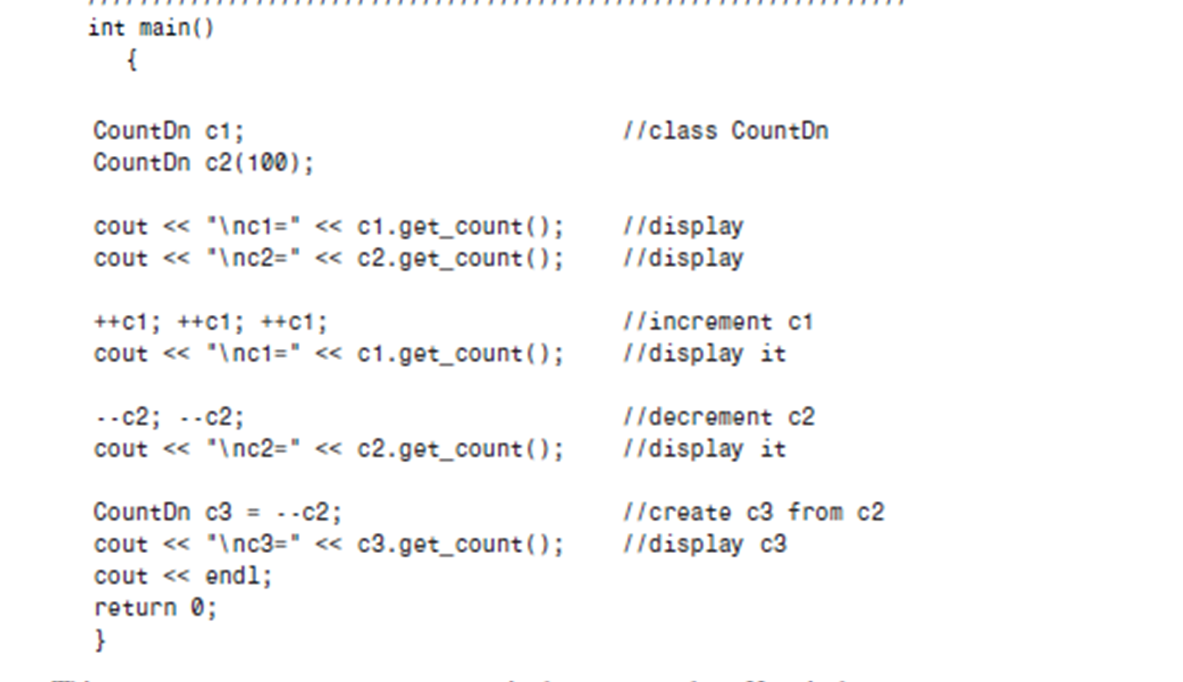 int main()
{
CountDn c1; //class CountDn
CountDn c2(100);
cout << "\nc1=" << c1.get_count(); //display
cout << "\nc2=" << c2.get_count(); //display
++c1; ++c1; ++c1; //increment c1
cout << "\nc1=" << c1.get_count(); //display it
--c2; --c2; //decrement c2
cout << "\nc2=" << c2.get_count(); //display it
CountDn c3 = --c2; //create c3 from c2
cout << "\nc3=" << c3.get_count(); //display c3
cout << endl;
return 0;
}